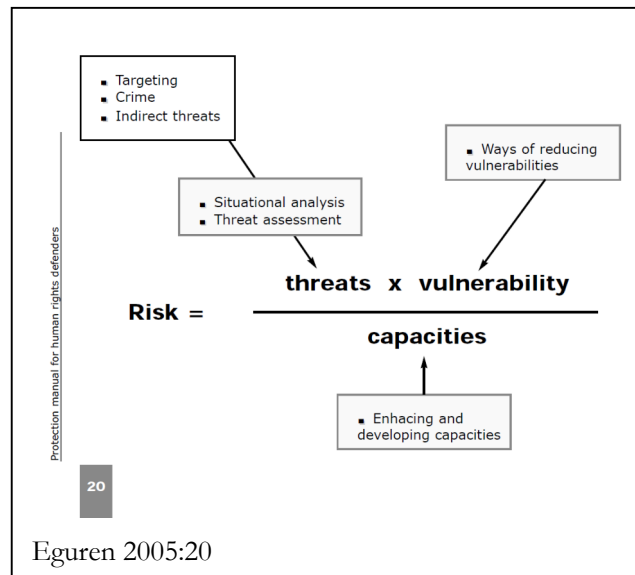 ▪ Targeting
▪ Crime
▪ Indirect threats
▪ Ways of reducing
vulnerabilities
▪ Situational analysis
▪ Threat assessment
threats x vulnerability
Risk =
capacities
▪ Enhacing and
developing capacities
Protection manual for human rights defenders
20
Eguren 2005:20